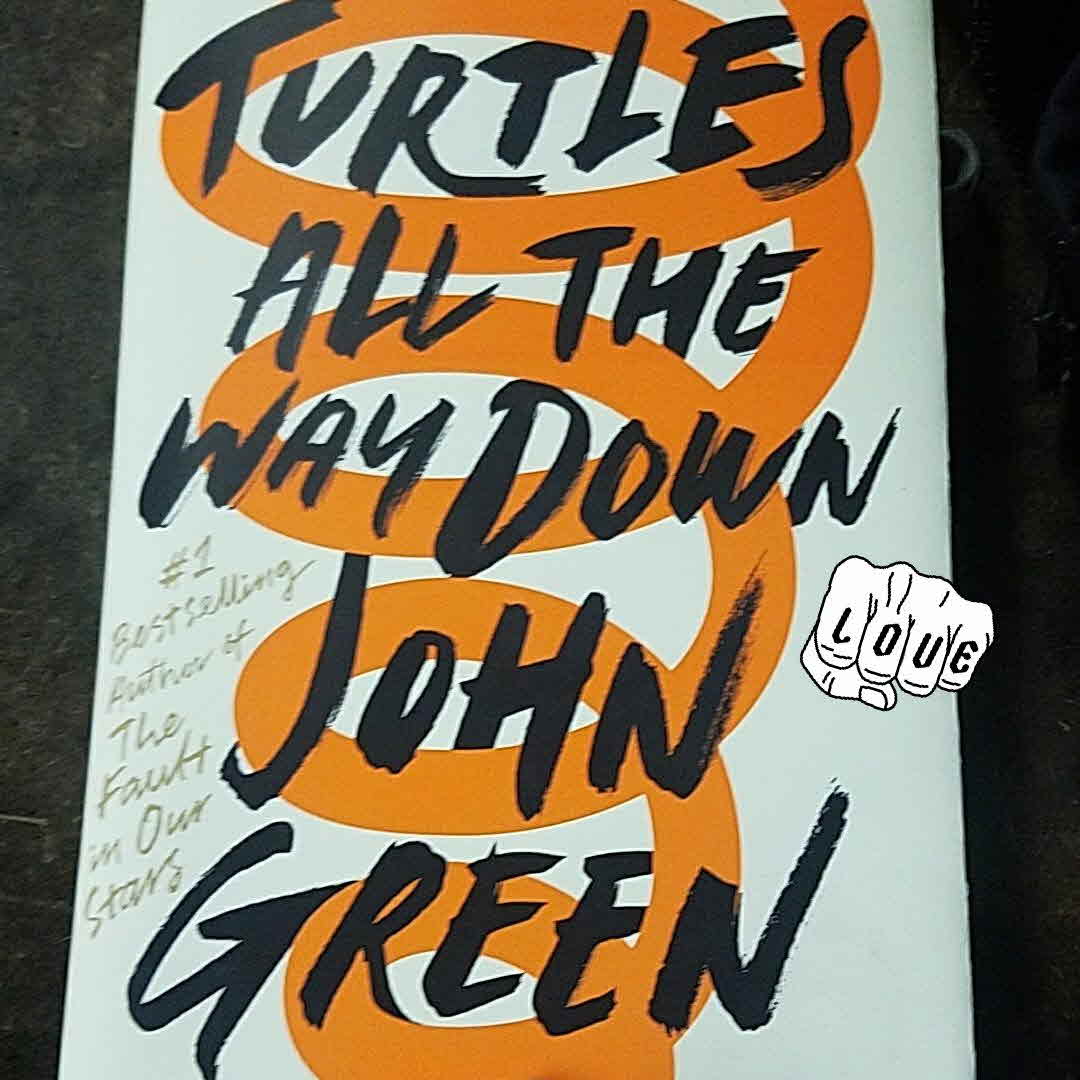 TURTLES
ALL THE
WAY DOWN
#1
Bestselling
Author of
The
Fault
in Our
Stars
JOHN
GREEN
LOVE